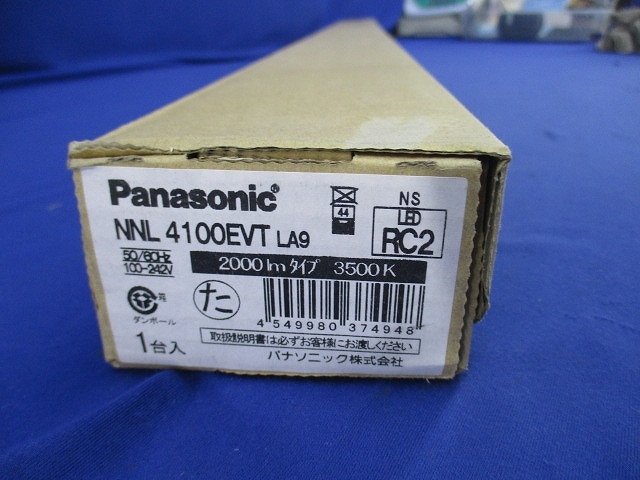 Panasonic®
NNL 4100EVT LA9
50/60Hz
100-242V
2000 lm タイプ 3500K
44
NS
LED
RC2
た
ダンボール
1台入
4 549980 374948
取扱説明書は必ずお客様にお渡しください
パナソニック株式会社